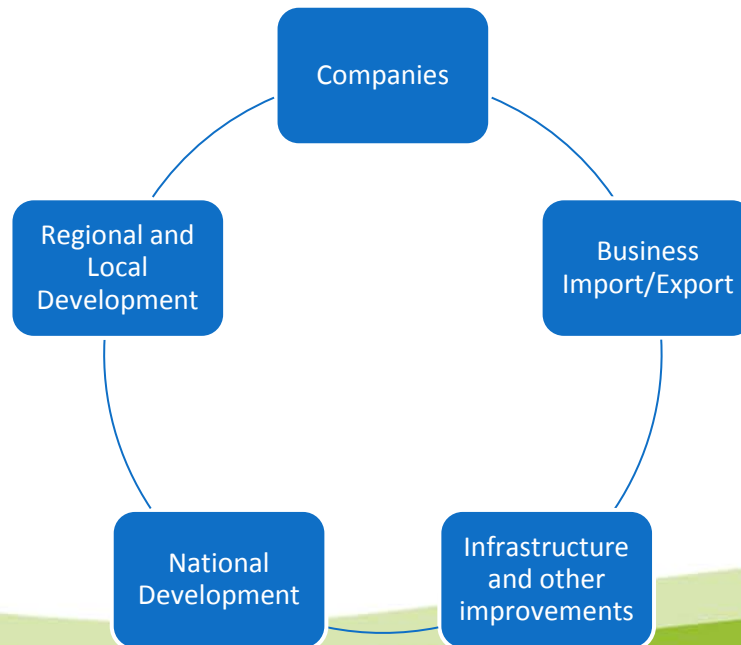 Companies
Business
Import/Export
Infrastructure
and other
improvements
National
Development
Regional and
Local
Development